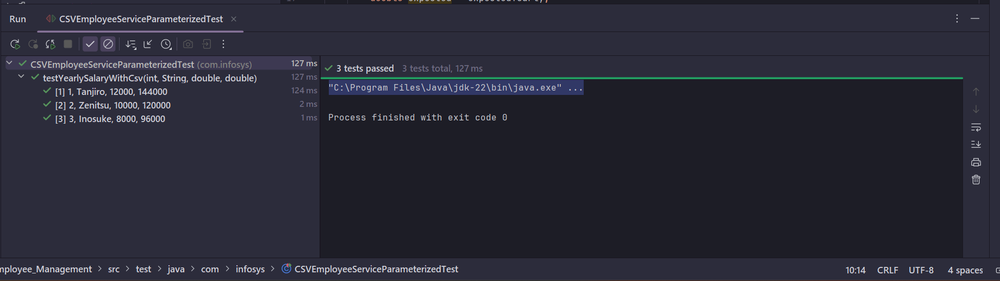 Run CSVEmployeeServiceParameterizedTest
CSVEmployeeServiceParameterizedTest (com.infosys) 127 ms
testYearlySalaryWithCsv(int, String, double, double) 127 ms
[1] 1, Tanjiro, 12000, 144000 124 ms
[2] 2, Zenitsu, 10000, 120000 2 ms
[3] 3, Inosuke, 8000, 96000 1 ms
3 tests passed 3 tests total, 127 ms
"C:\Program Files\Java\jdk-22\bin\java.exe" ...
Process finished with exit code 0
mployee_Management > src > test > java > com > infosys > CSVEmployeeServiceParameterizedTest
10:14 CRLF UTF-8 4 spaces